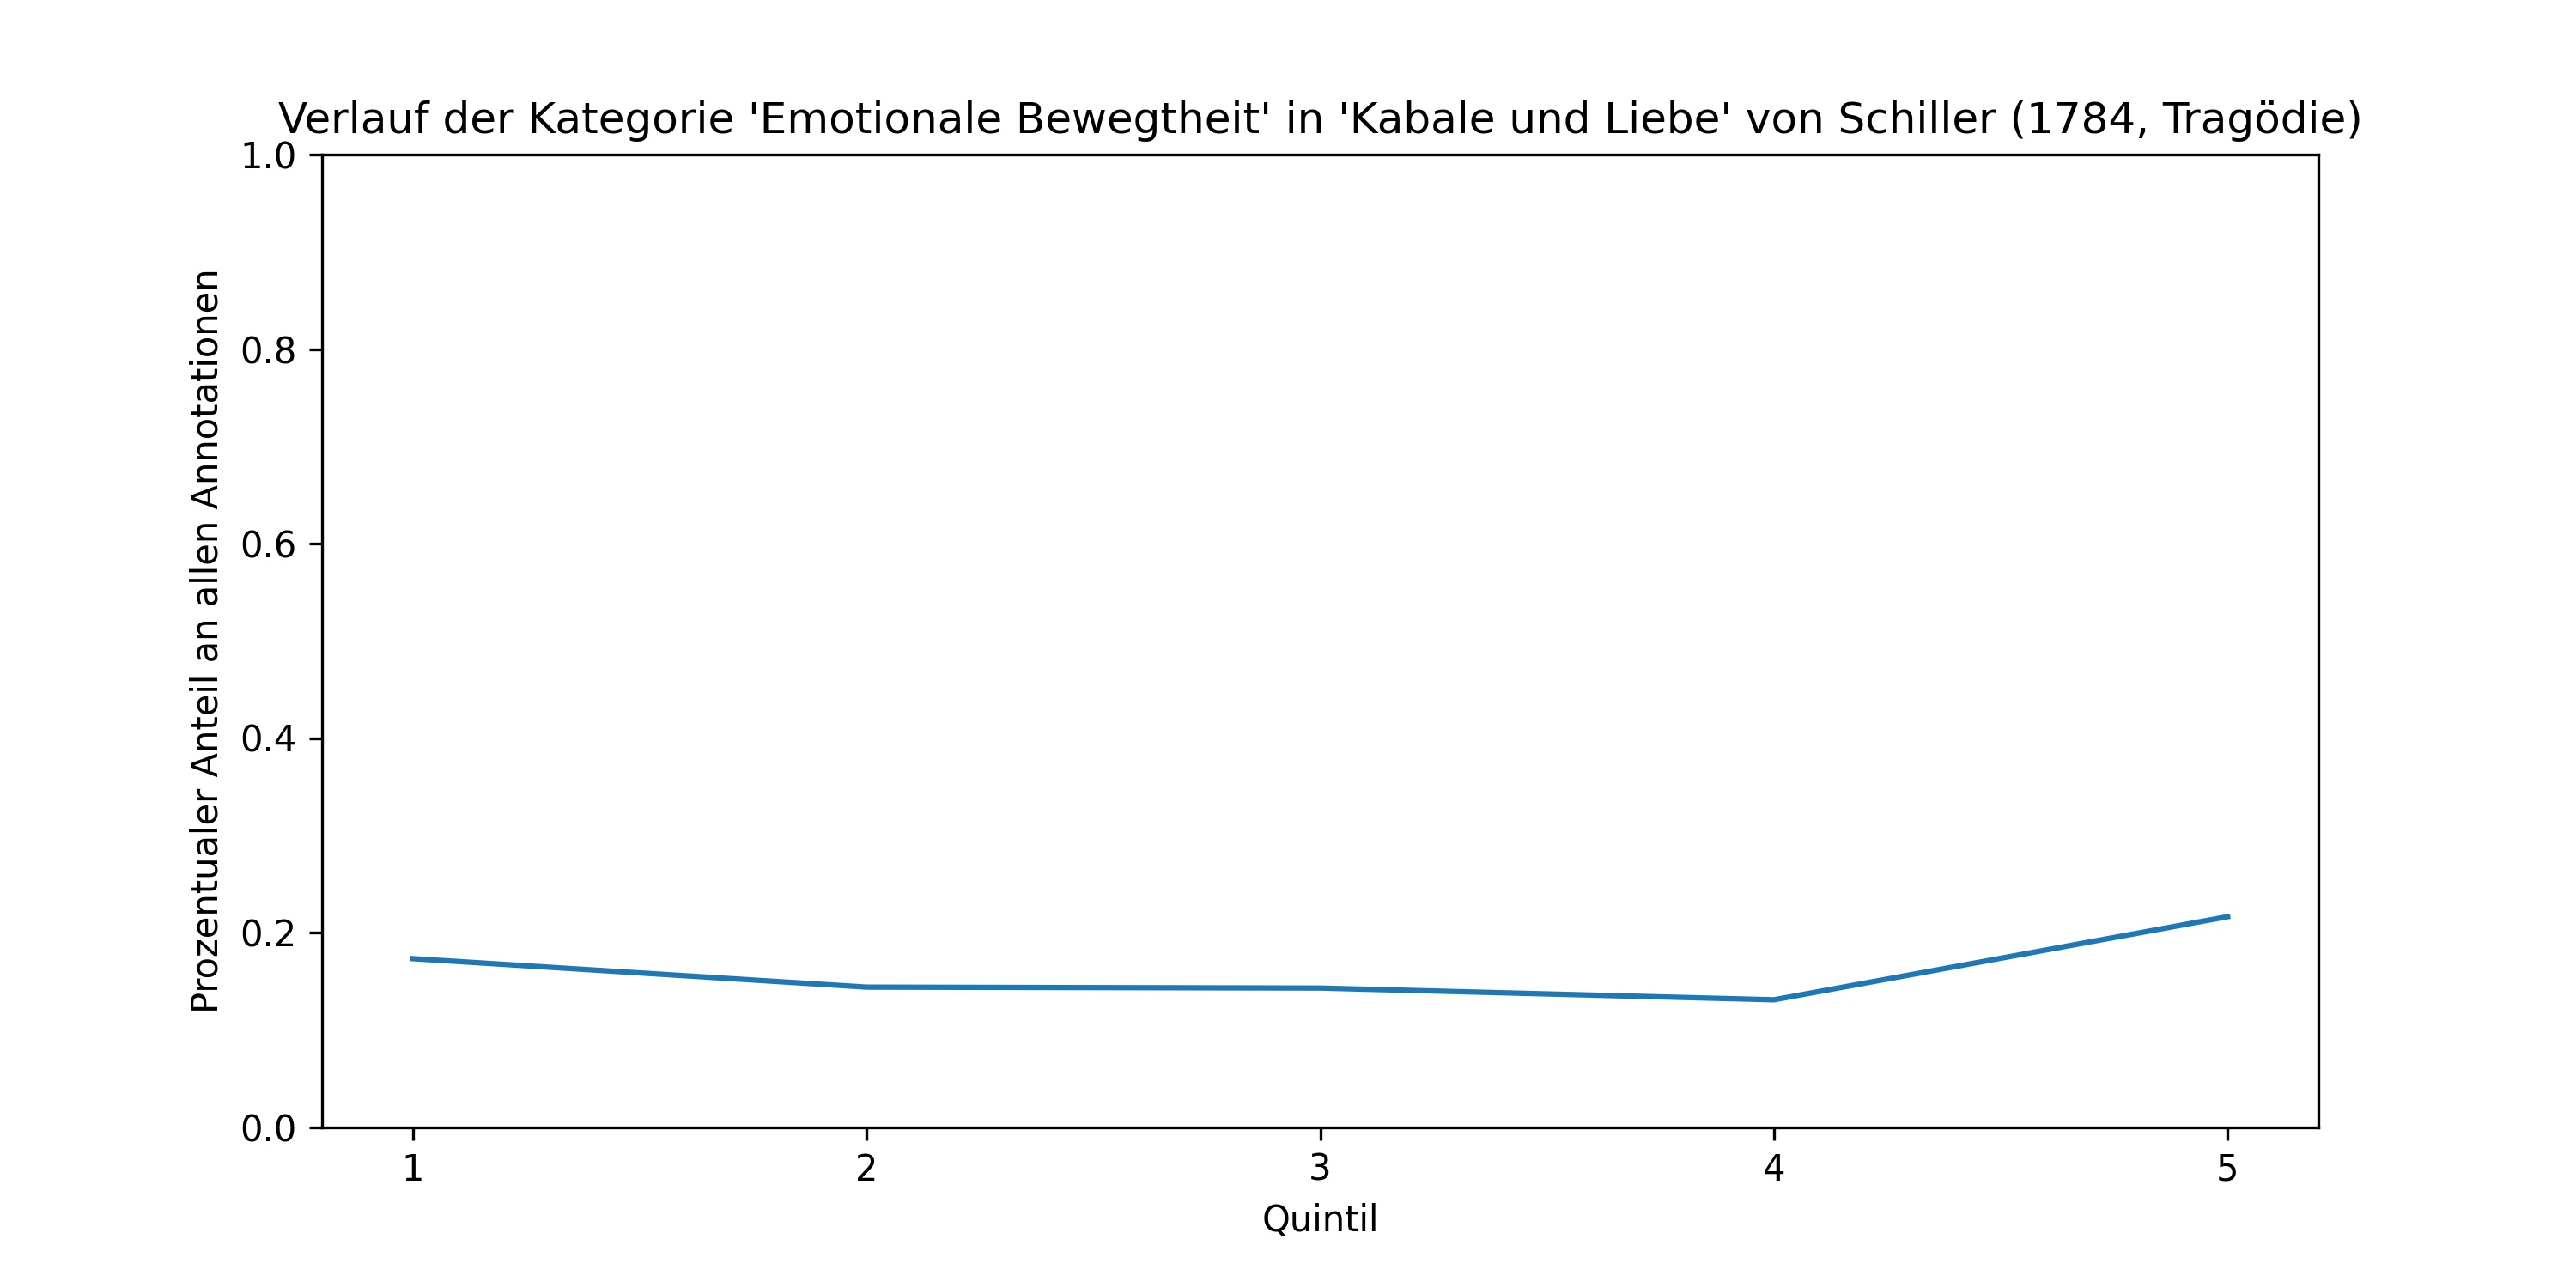 Verlauf der Kategorie 'Emotionale Bewegtheit' in 'Kabale und Liebe' von Schiller (1784, Tragödie)
Prozentualer Anteil an allen Annotationen
1.0
0.8
0.6
0.4
0.2
0.0
1 2 3 4 5
Quintil